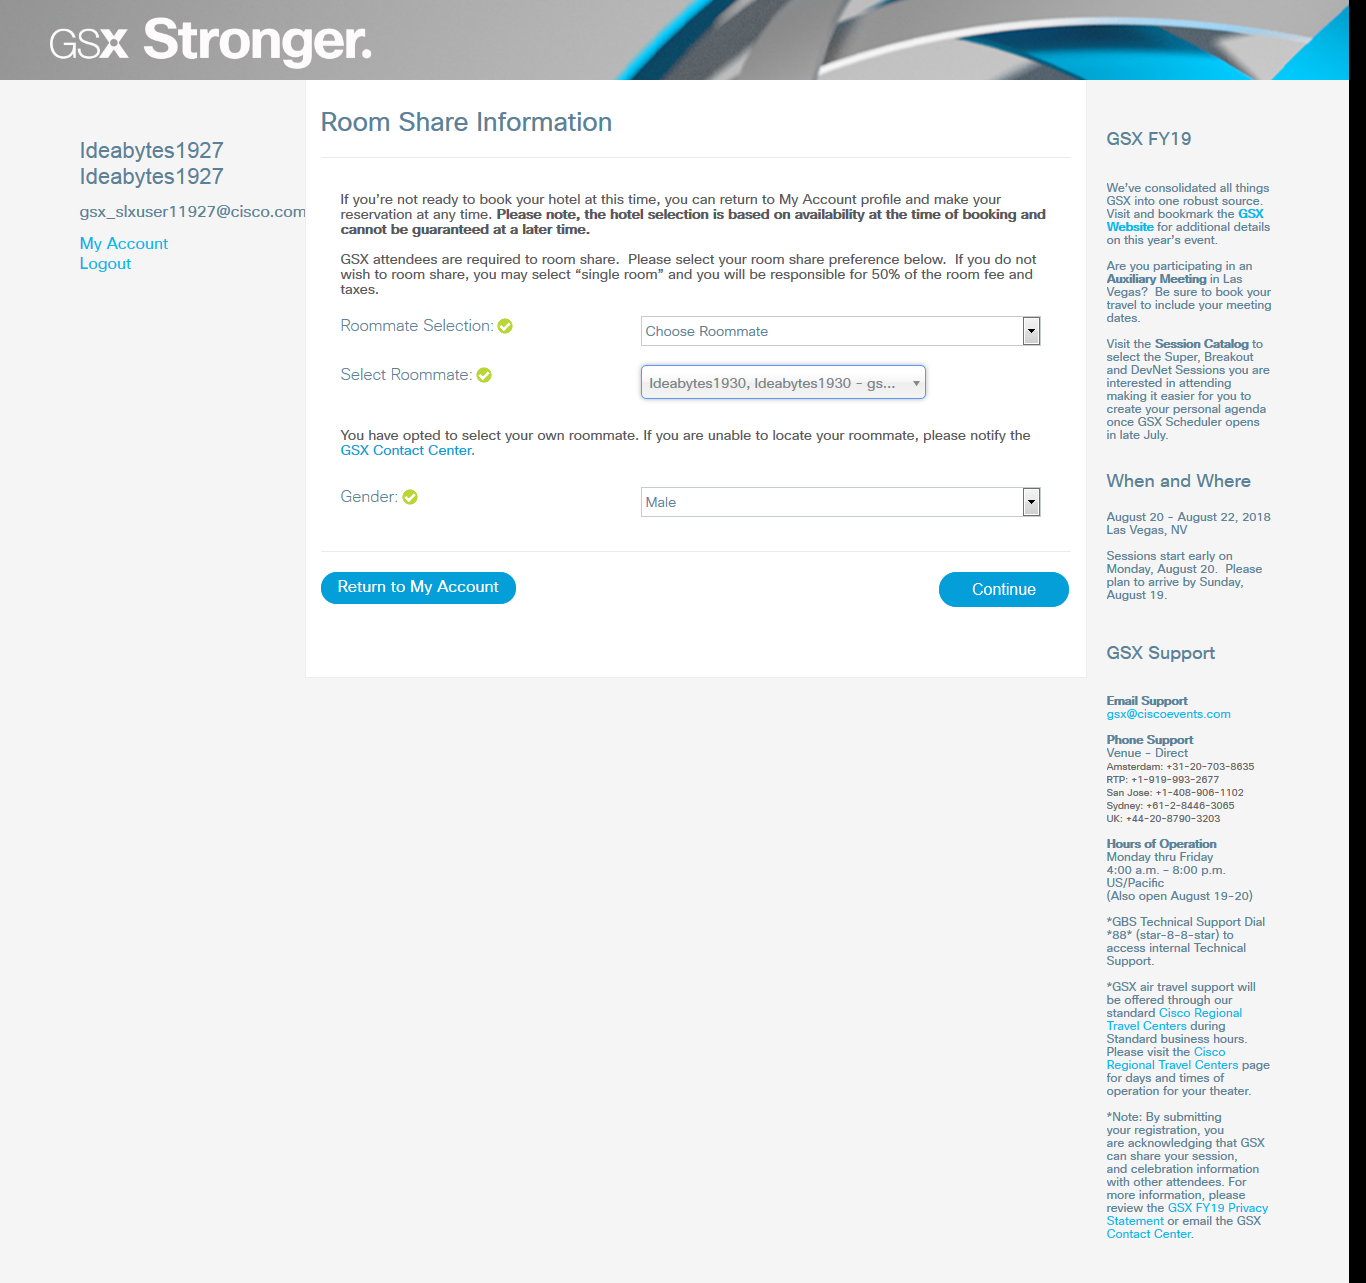 GSX Stronger.
Ideabytes1927
Ideabytes1927
gsx_slxuser11927@cisco.com
My Account
Logout
Room Share Information
If you're not ready to book your hotel at this time, you can return to My Account profile and make your
reservation at any time. Please note, the hotel selection is based on availability at the time of booking and
cannot be guaranteed at a later time.
GSX attendees are required to room share.  Please select your room share preference below.  If you do not
wish to room share, you may select “single room” and you will be responsible for 50% of the room fee and
taxes.
Roommate Selection:
Choose Roommate
Select Roommate:
Ideabytes1930, Ideabytes1930 - gs...
You have opted to select your own roommate. If you are unable to locate your roommate, please notify the
GSX Contact Center.
Gender:
Male
Return to My Account
Continue
GSX FY19
We've consolidated all things
GSX into one robust source.
Visit and bookmark the GSX
Website for additional details
on this year's event.
Are you participating in an
Auxiliary Meeting in Las
Vegas?  Be sure to book your
travel to include your meeting
dates.
Visit the Session Catalog to
select the Super, Breakout
and DevNet Sessions you are
interested in attending
making it easier for you to
create your personal agenda
once GSX Scheduler opens
in late July.
When and Where
August 20 - August 22, 2018
Las Vegas, NV
Sessions start early on
Monday, August 20.  Please
plan to arrive by Sunday,
August 19.
GSX Support
Email Support
gsx@ciscoevents.com
Phone Support
Venue - Direct
Amsterdam: +31-20-703-8635
RTP: +1-919-993-2677
San Jose: +1-408-906-1102
Sydney: +61-2-8446-3065
UK: +44-20-8790-3203
Hours of Operation
Monday thru Friday
4:00 a.m. - 8:00 p.m.
US/Pacific
(Also open August 19-20)
*GBS Technical Support Dial
*88* (star-8-8-star) to
access internal Technical
Support.
*GSX air travel support will
be offered through our
standard Cisco Regional
Travel Centers during
Standard business hours.
Please visit the Cisco
Regional Travel Centers page
for days and times of
operation for your theater.
*Note: By submitting
your registration, you
are acknowledging that GSX
can share your session,
and celebration information
with other attendees. For
more information, please
review the GSX FY19 Privacy
Statement or email the GSX
Contact Center.